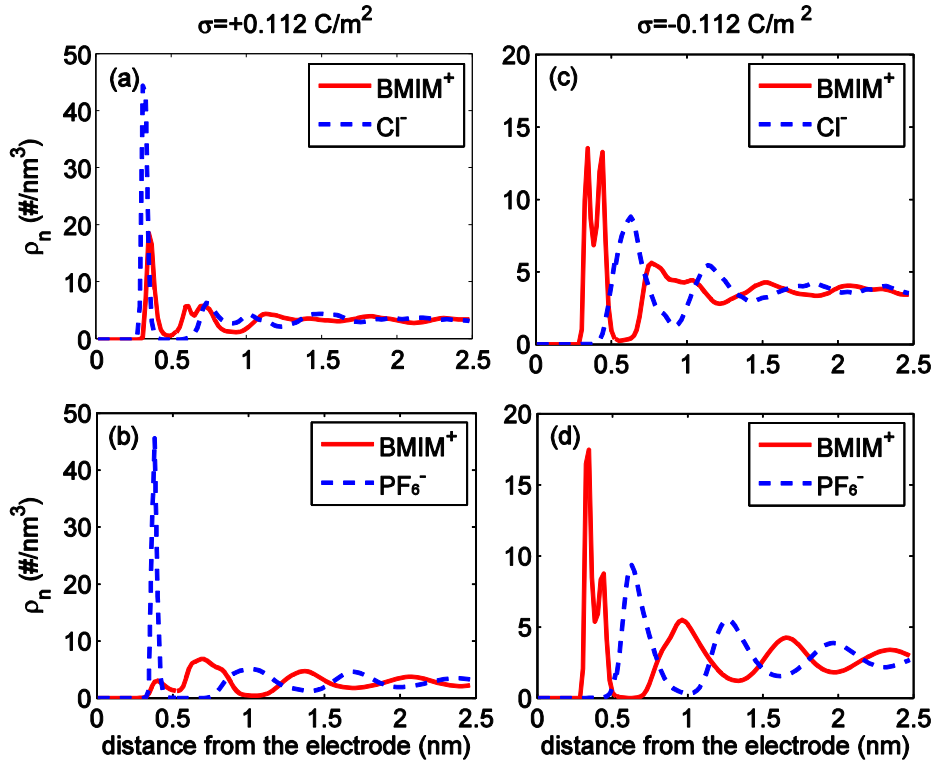 σ=+0.112 C/m²
σ=-0.112 C/m²
(a)
BMIM⁺
Cl⁻
ρₙ (#/nm³)
50
40
30
20
10
0
0 0.5 1 1.5 2 2.5
(c)
BMIM⁺
Cl⁻
20
15
10
5
0
0 0.5 1 1.5 2 2.5
(b)
BMIM⁺
PF₆⁻
ρₙ (#/nm³)
50
40
30
20
10
0
0 0.5 1 1.5 2 2.5
distance from the electrode (nm)
(d)
BMIM⁺
PF₆⁻
20
15
10
5
0
0 0.5 1 1.5 2 2.5
distance from the electrode (nm)